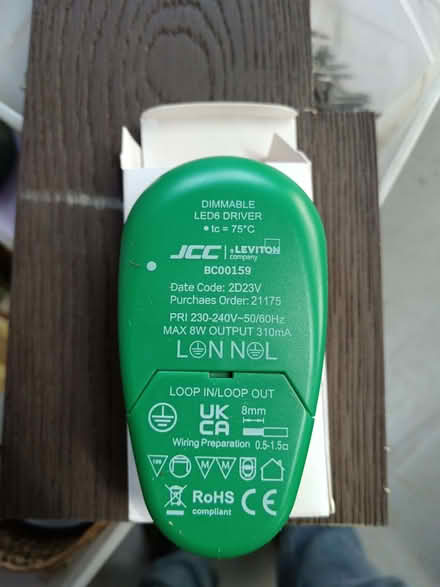 DIMMABLE
LED6 DRIVER
tc = 75°C
JCC a LEVITON company
BC00159
Date Code: 2D23V
Purchaes Order: 21175
PRI 230-240V~50/60Hz
MAX 8W OUTPUT 310mA
L N N L
LOOP IN/LOOP OUT
UK CA 8mm
Wiring Preparation 0.5-1.5
M M
RoHS CE
compliant